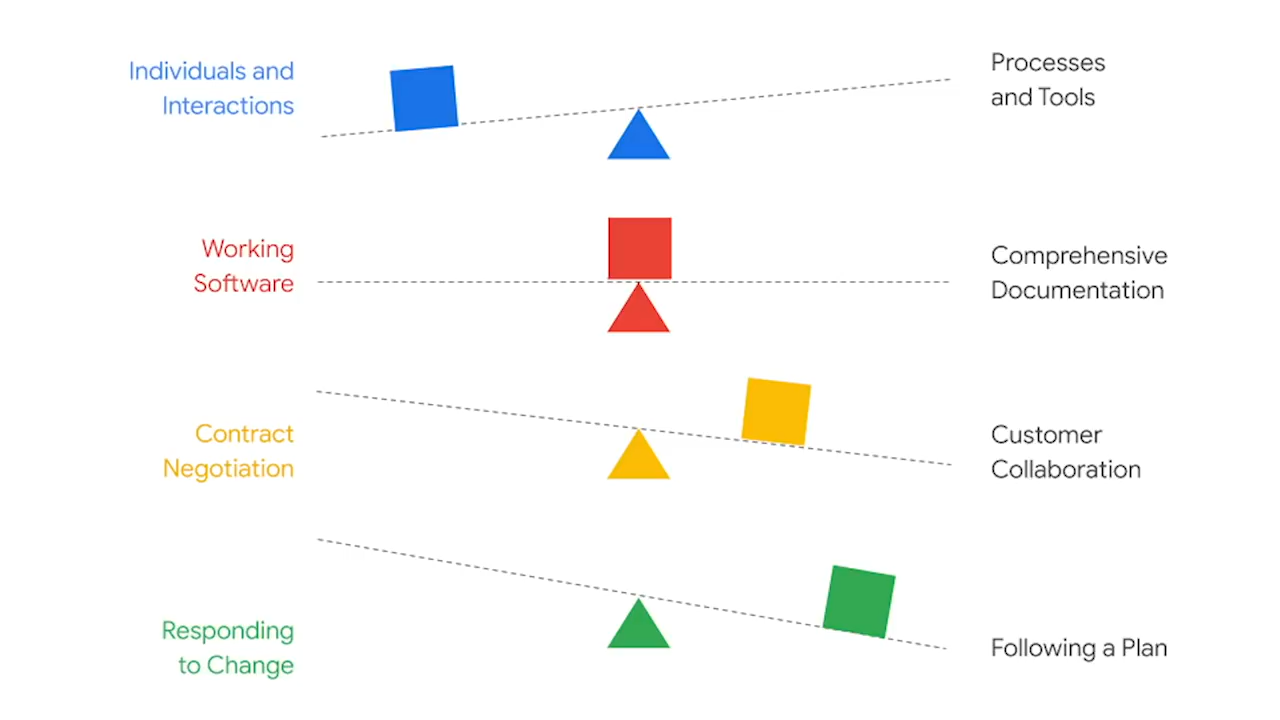 Individuals and
Interactions
Processes
and Tools
Working
Software
Comprehensive
Documentation
Contract
Negotiation
Customer
Collaboration
Responding
to Change
Following a Plan